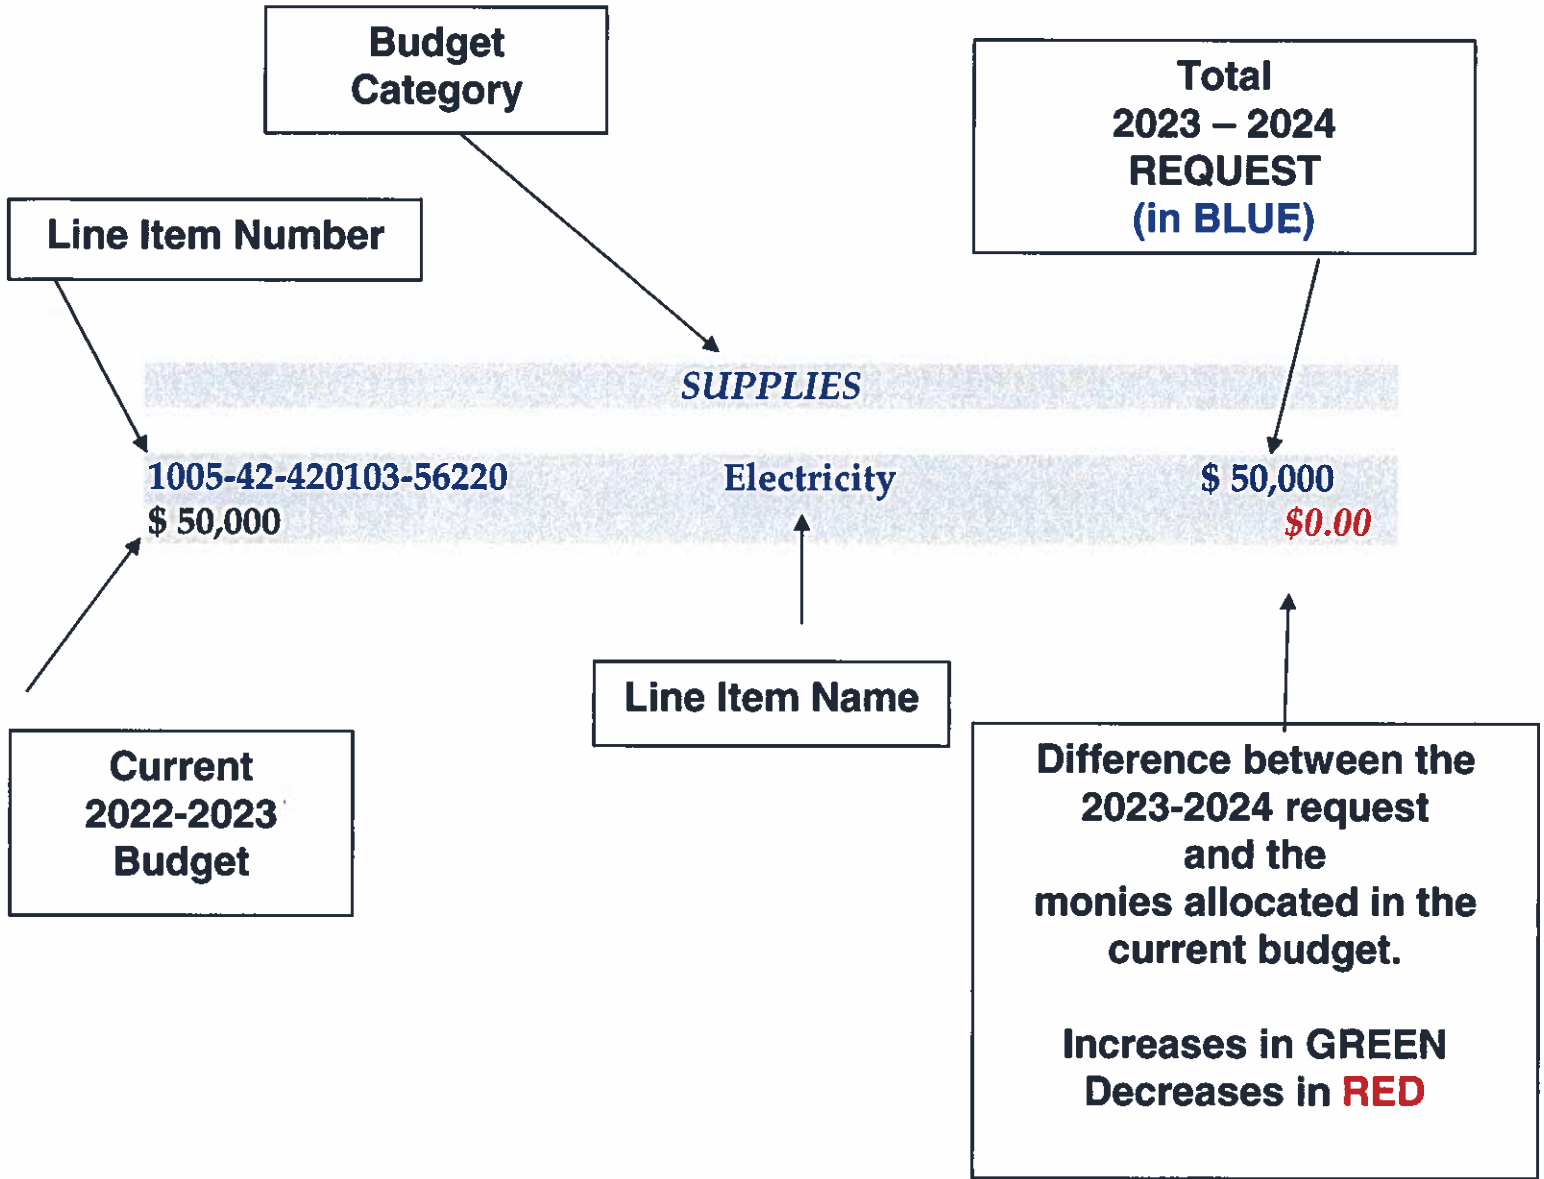 Budget
Category
Total
2023 – 2024
REQUEST
(in BLUE)
Line Item Number
SUPPLIES
1005-42-420103-56220 Electricity $ 50,000
$ 50,000 $0.00
Line Item Name
Current
2022-2023
Budget
Difference between the
2023-2024 request
and the
monies allocated in the
current budget.
Increases in GREEN
Decreases in RED